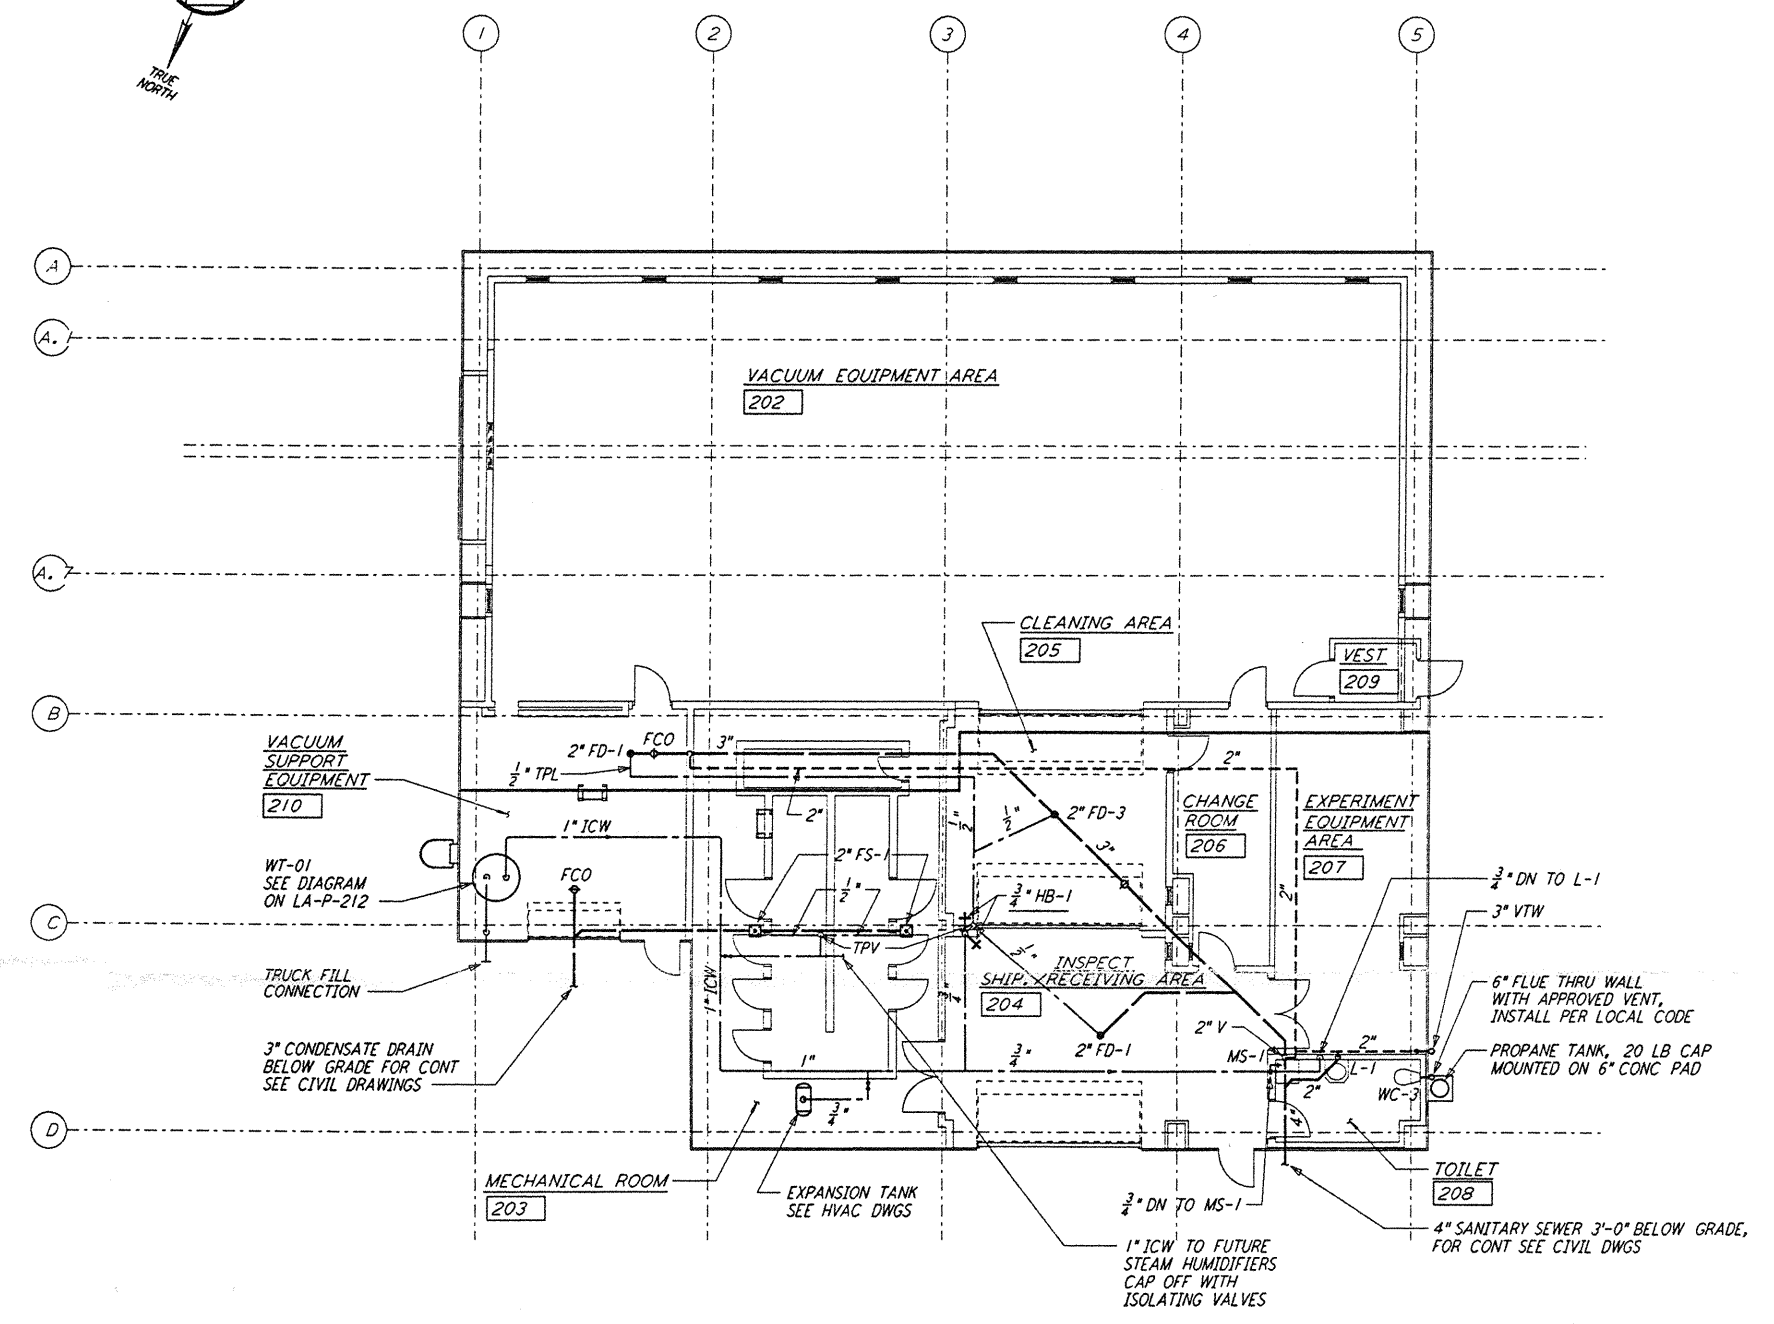 TRUE
NORTH
1
2
3
4
5
A
A.
A.7
B
C
D
VACUUM EQUIPMENT AREA
202
CLEANING AREA
205
VEST
209
VACUUM
SUPPORT
EQUIPMENT
210
2" FD-1
FCO
3"
1/2" TPL
2"
2"
1" ICW
1/2"
1/2"
2" FD-3
3"
CHANGE
ROOM
206
EXPERIMENT
EQUIPMENT
AREA
207
2" FS-1
WT-01
SEE DIAGRAM
ON LA-P-212
FCO
1/2"
3/4" HB-1
2"
3/4" DN TO L-1
3" VTW
TPV
TRUCK FILL
CONNECTION
1" ICW
3/4
1/2"
INSPECT
SHIP./RECEIVING AREA
204
6" FLUE THRU WALL
WITH APPROVED VENT,
INSTALL PER LOCAL CODE
3" CONDENSATE DRAIN
BELOW GRADE FOR CONT
SEE CIVIL DRAWINGS
2" FD-1
2" V
2"
MS-1
L-1
PROPANE TANK, 20 LB CAP
MOUNTED ON 6" CONC PAD
1"
3/4"
3/4"
2"
WC-3
4"
MECHANICAL ROOM
203
EXPANSION TANK
SEE HVAC DWGS
3/4" DN TO MS-1
TOILET
208
4" SANITARY SEWER 3'-0" BELOW GRADE,
FOR CONT SEE CIVIL DWGS
1" ICW TO FUTURE
STEAM HUMIDIFIERS
CAP OFF WITH
ISOLATING VALVES